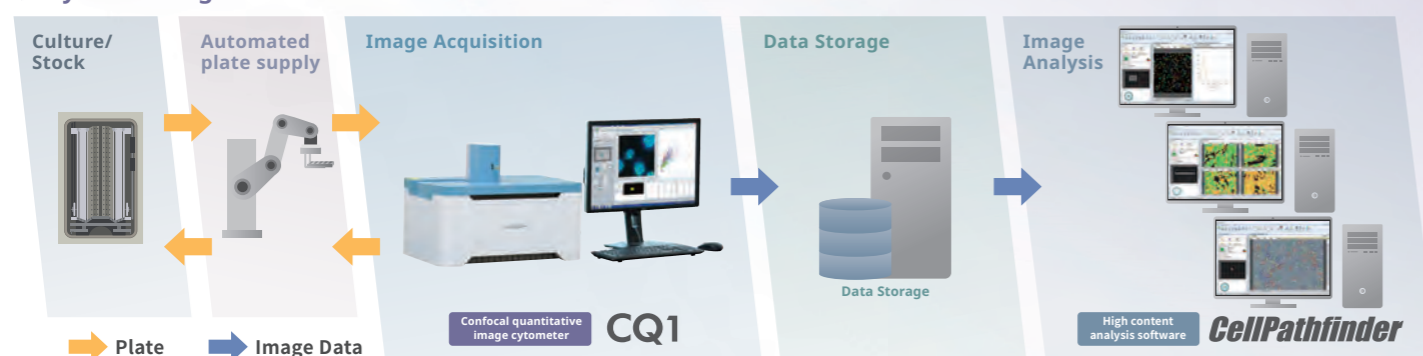 Culture/
Stock
Automated
plate supply
Image Acquisition
Data Storage
Image
Analysis
Data Storage
Confocal quantitative
image cytometer
CQ1
High content
analysis software
CellPathfinder
Plate
Image Data